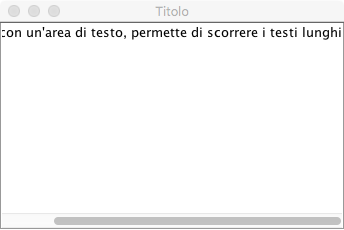 Titolo
con un'area di testo, permette di scorrere i testi lunghi